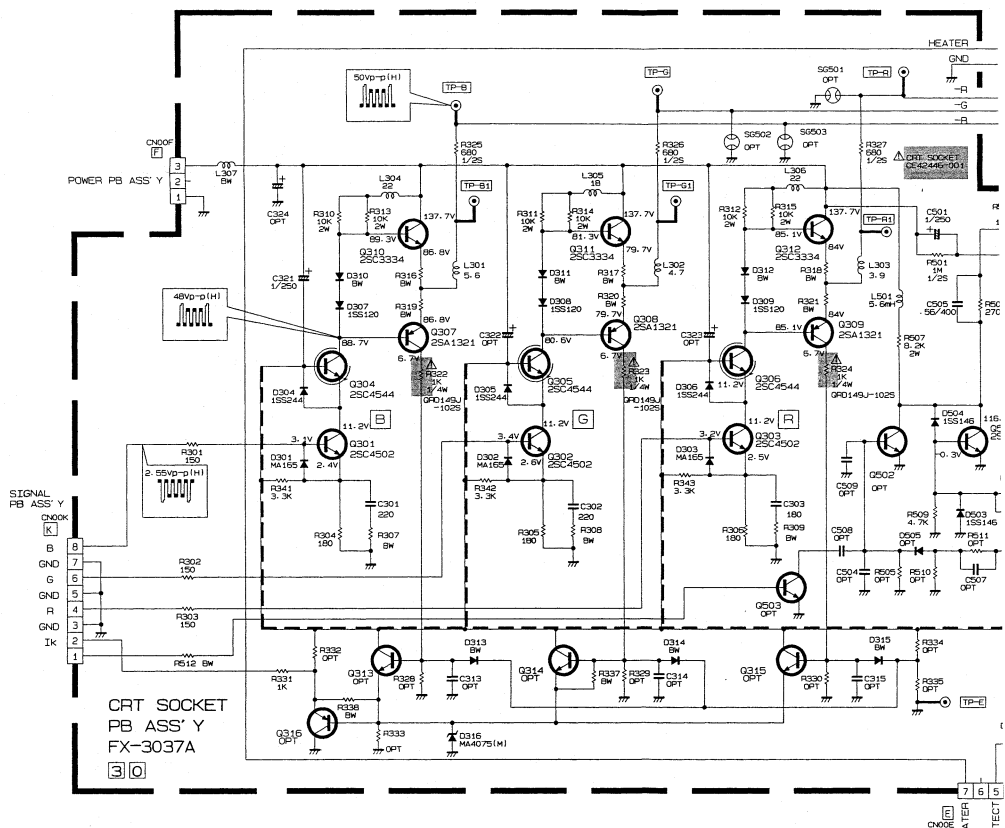 HEATER
GND
-R
-G
-R
50Vp-p(H)
TP-B
TP-G
SG501
OPT
TP-R
SG502
OPT
SG503
OPT
R325
680
1/2S
R326
680
1/2S
R327
680
1/2S
⚠ CRT SOCKET
CE42446-001
CN00F
F
POWER PB ASS'Y
3
2
1
L307
BW
C324
OPT
L304
22
R310
10K
2W
R313
10K
2W
137.7V
89.3V
Q310
2SC3334
86.8V
TP-B1
L301
5.6
R316
BW
R319
BW
86.8V
D310
BW
D307
1SS120
C321
1/250
48Vp-p(H)
88.7V
Q307
2SA1321
6.7V
⚠
R322
1K
1/4W
QRD149J
-102S
Q304
2SC4544
D304
1SS244
B
11.2V
3.1V
Q301
2SC4502
2.4V
D301
MA165
R341
3.3K
C301
220
R304
180
R307
BW
L305
18
R311
10K
2W
R314
10K
2W
137.7V
81.3V
Q311
2SC3334
79.7V
TP-G1
L302
4.7
R317
BW
R320
BW
79.7V
D311
BW
D308
1SS120
C322
OPT
80.6V
Q308
2SA1321
6.7V
⚠
R323
1K
1/4W
QRD149J
-102S
Q305
2SC4544
D305
1SS244
G
11.2V
3.4V
Q302
2SC4502
2.6V
D302
MA165
R342
3.3K
C302
220
R305
180
R308
BW
L306
22
R312
10K
2W
R315
10K
2W
137.7V
85.1V
Q312
2SC3334
84V
TP-R1
L303
3.9
R318
BW
R321
BW
84V
D312
BW
D309
1SS120
C323
OPT
85.1V
Q309
2SA1321
6.7V
⚠
R324
1K
1/4W
QRD149J-102S
Q306
2SC4544
11.2V
D306
1SS244
R
11.2V
3.2V
Q303
2SC4502
2.5V
D303
MA165
R343
3.3K
C303
180
R306
180
R309
BW
C501
1/250
R501
1M
1/2S
L501
5.6mH
C505
.56/400
R50
270
R507
8.2K
2W
D504
1SS146
116.
-0.3V
Q502
OPT
C509
OPT
R509
4.7K
D503
1SS146
C508
OPT
D505
OPT
R511
OPT
C504
OPT
R505
OPT
R510
OPT
C507
OPT
Q503
OPT
R301
150
2.55Vp-p(H)
SIGNAL
PB ASS'Y
CN00K
K
B 8
GND 7
G 6
GND 5
R 4
GND 3
Ik 2
1
R302
150
R303
150
R512 BW
R332
OPT
R331
1K
Q313
OPT
R328
OPT
C313
OPT
D313
BW
R338
BW
Q316
OPT
R333
OPT
D316
MA4075(M)
Q314
OPT
R337
BW
R329
OPT
C314
OPT
D314
BW
Q315
OPT
R330
OPT
C315
OPT
D315
BW
R334
OPT
R335
OPT
TP-E
CRT SOCKET
PB ASS'Y
FX-3037A
3 0
7 6 5
E
CN00E
ATER
TECT